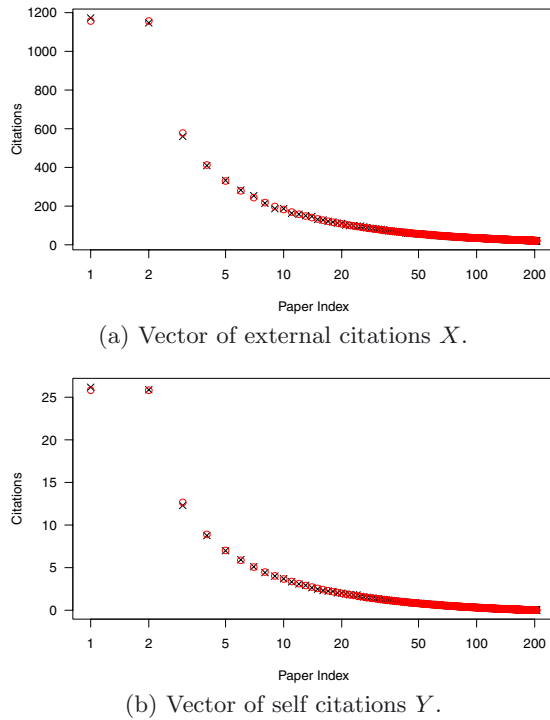 1200
1000
800
600
400
200
0
Citations
1 2 5 10 20 50 100 200
Paper Index
(a) Vector of external citations X.
25
20
15
10
5
0
Citations
1 2 5 10 20 50 100 200
Paper Index
(b) Vector of self citations Y.